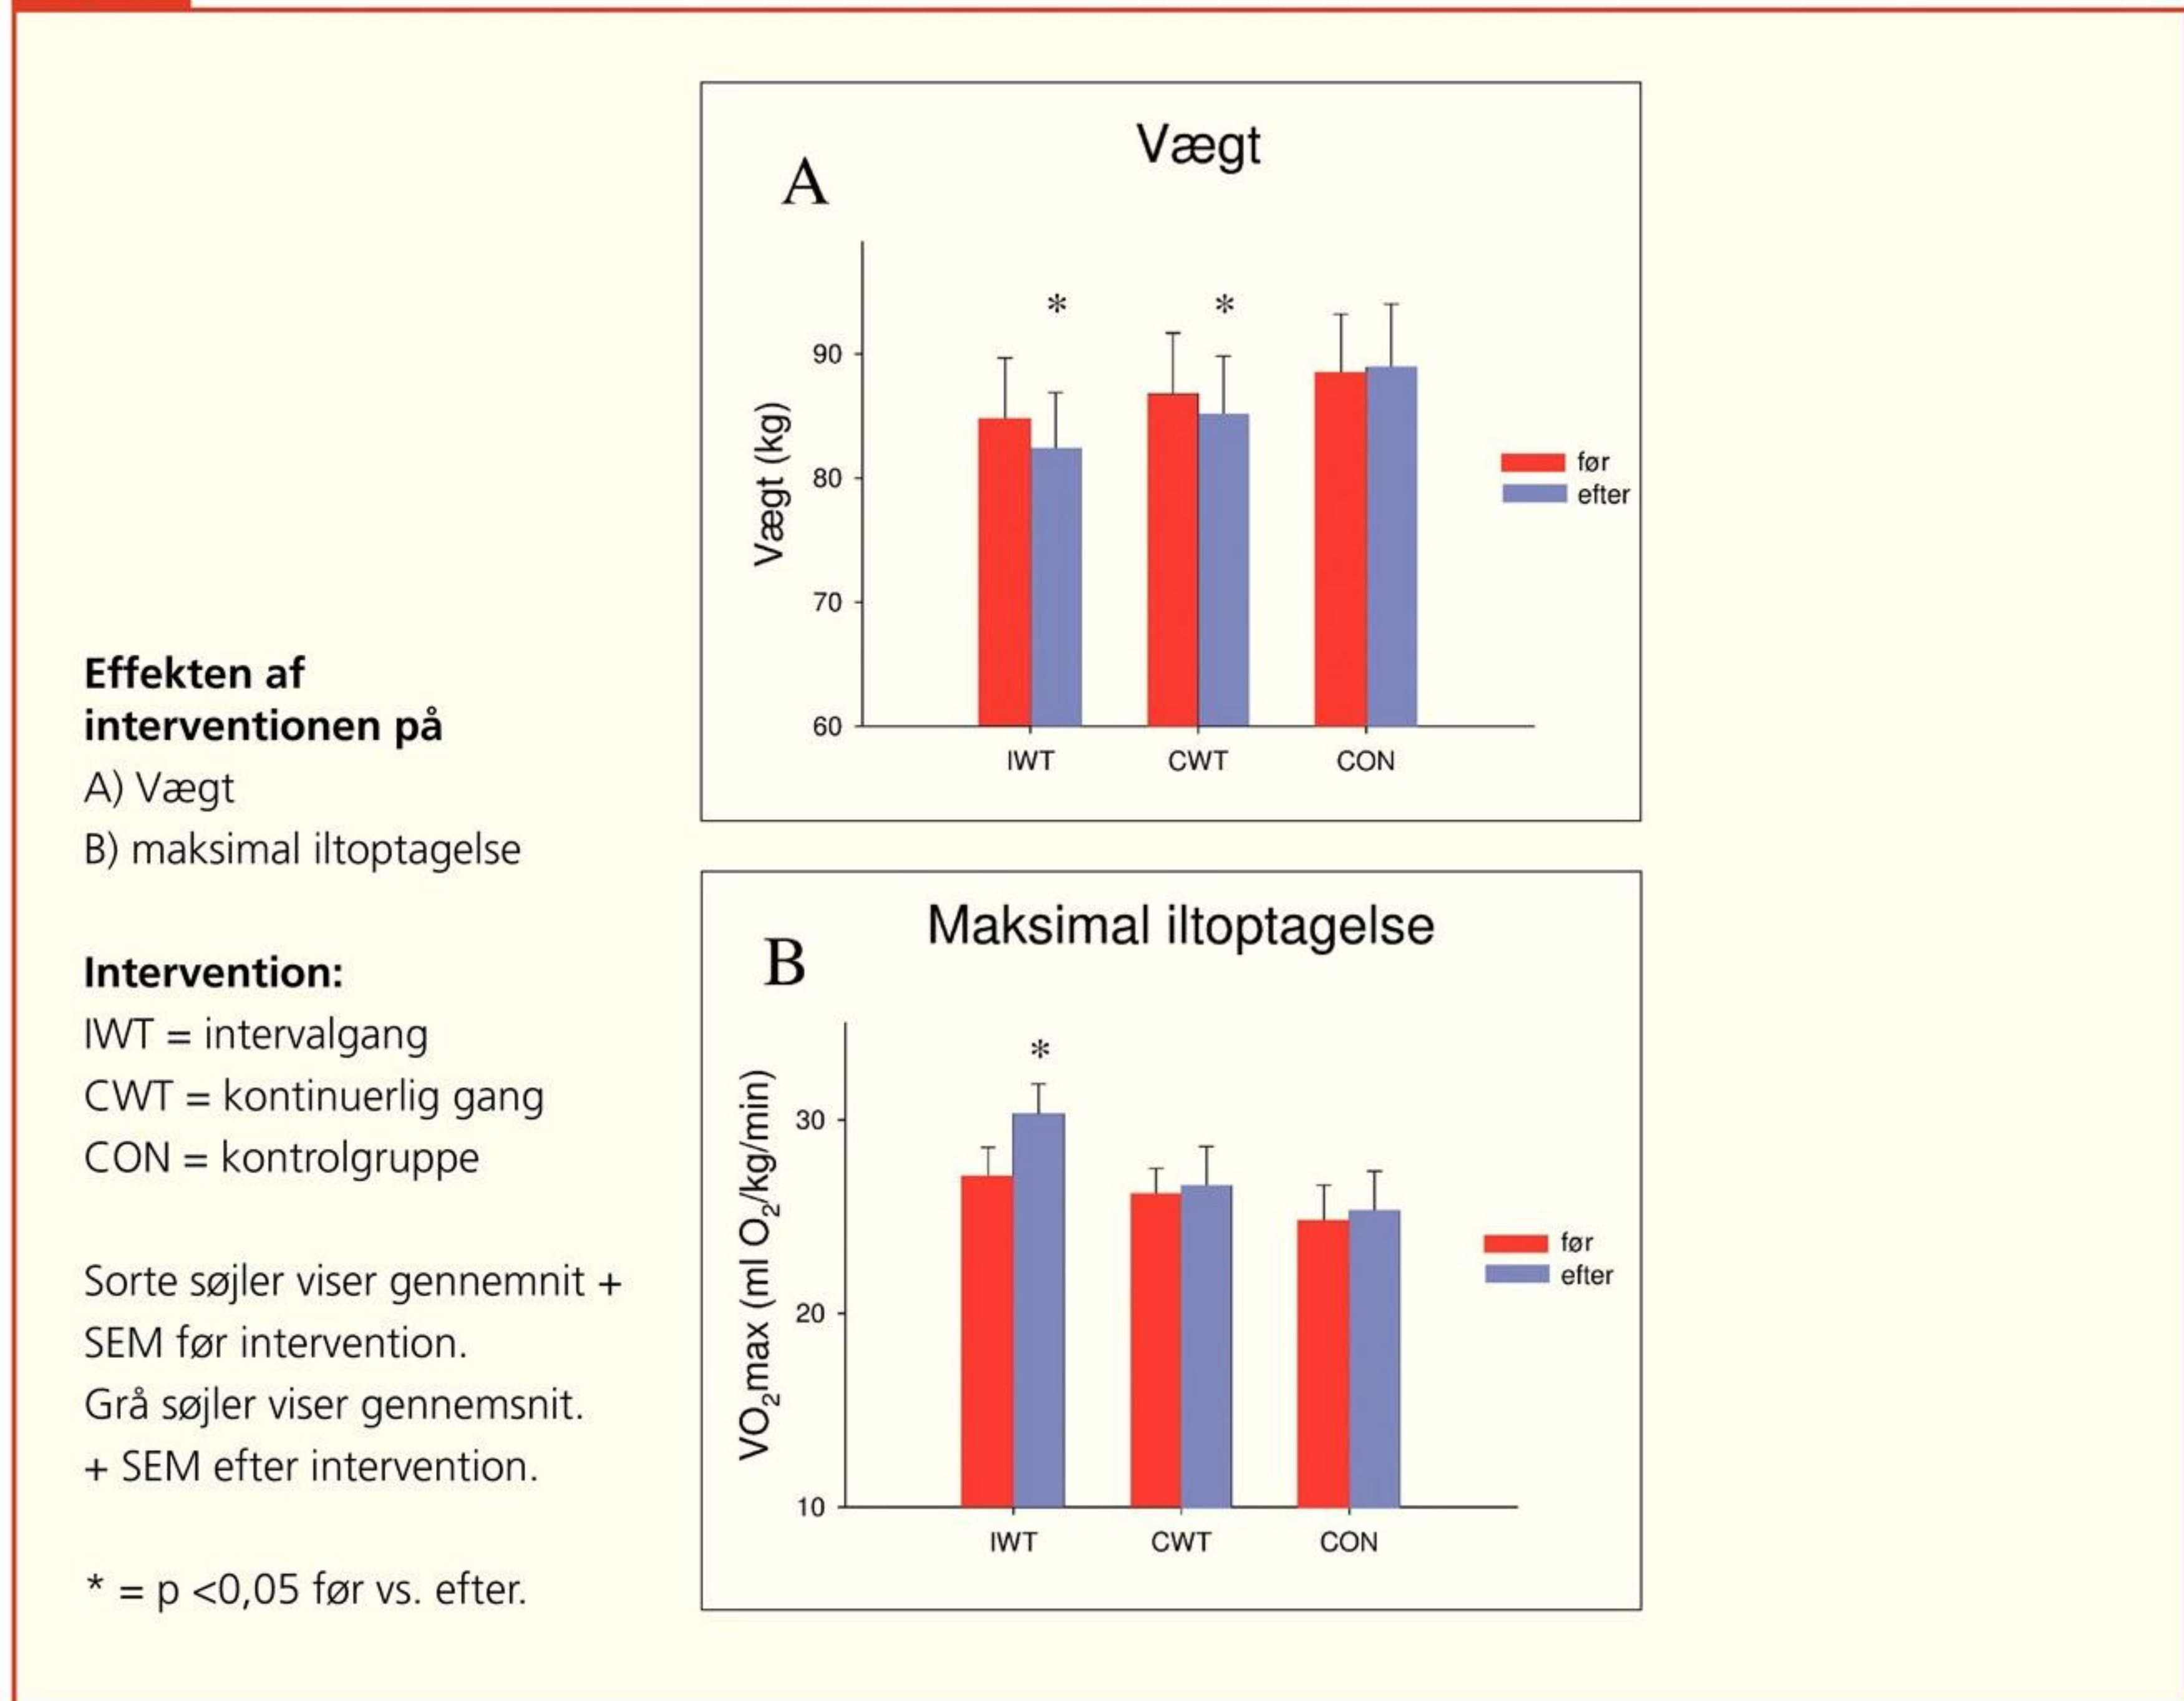 Effekten af
interventionen på
A) Vægt
B) maksimal iltoptagelse
Intervention:
IWT = intervalgang
CWT = kontinuerlig gang
CON = kontrolgruppe
Sorte søjler viser gennemnit +
SEM før intervention.
Grå søjler viser gennemsnit.
+ SEM efter intervention.
* = p <0,05 før vs. efter.
Vægt
A
Vægt (kg)
90
80
70
60
* *
IWT CWT CON
før
efter
Maksimal iltoptagelse
B
VO2max (ml O2/kg/min)
30
20
10
*
IWT CWT CON
før
efter